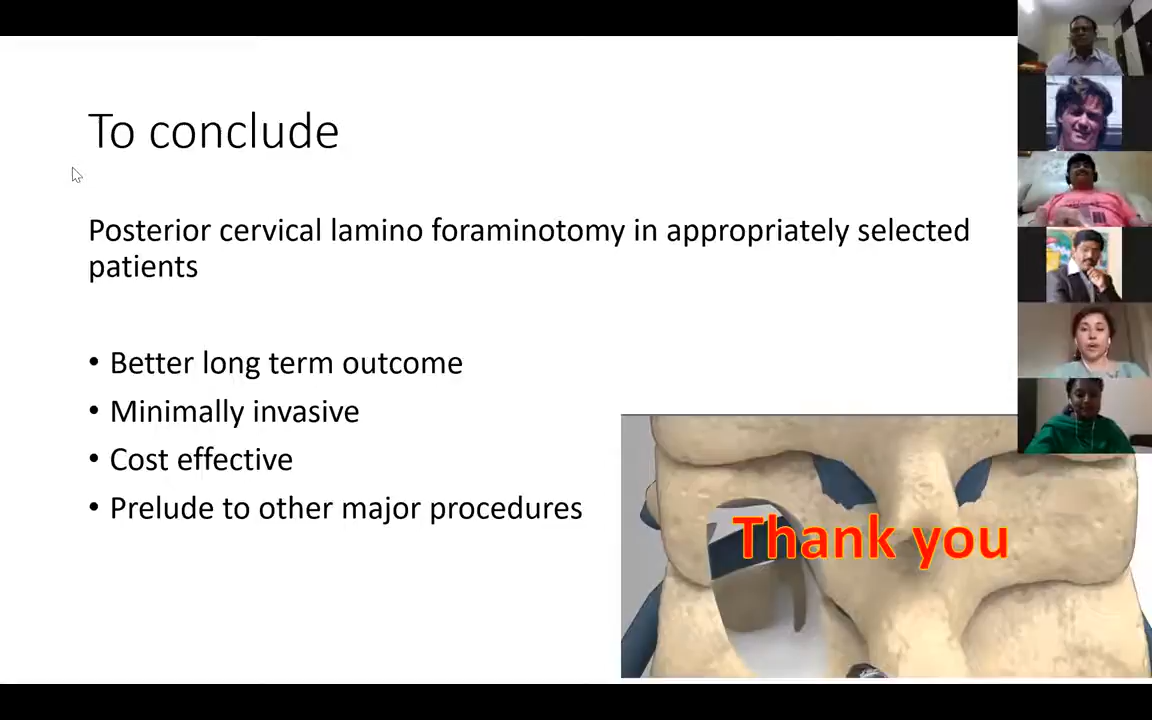 To conclude
Posterior cervical lamino foraminotomy in appropriately selected
patients
• Better long term outcome
• Minimally invasive
• Cost effective
• Prelude to other major procedures
Thank you